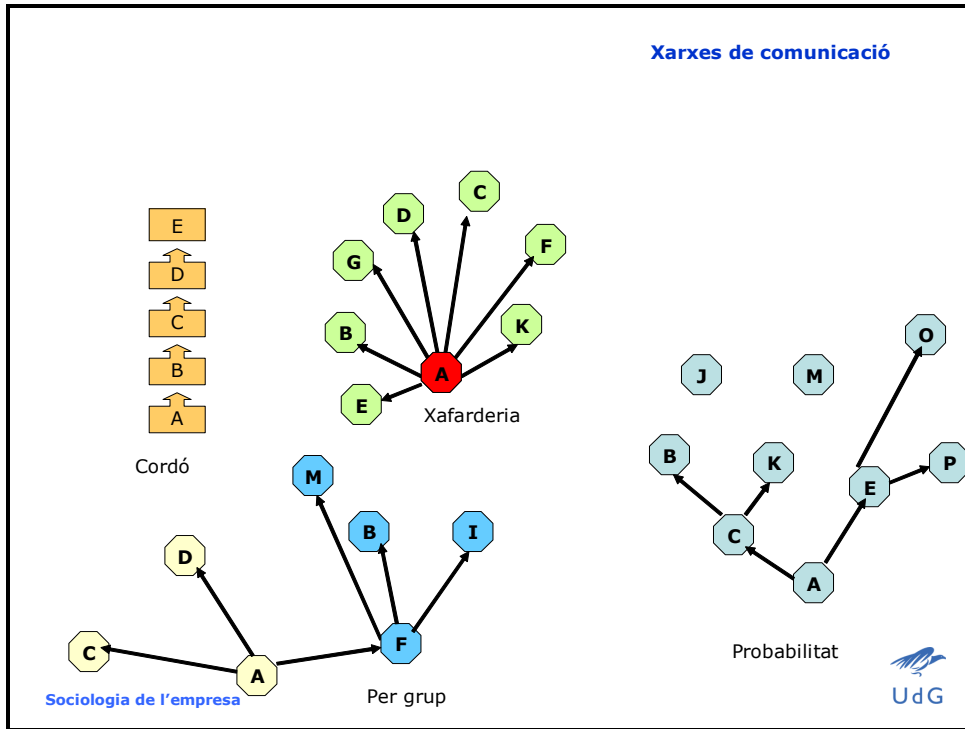 Xarxes de comunicació
E
D
C
B
A
Cordó
C
D
F
G
B
K
A
E
Xafarderia
O
J
M
B
K
P
E
C
A
Probabilitat
M
B
I
D
F
C
A
Per grup
Sociologia de l’empresa
UdG